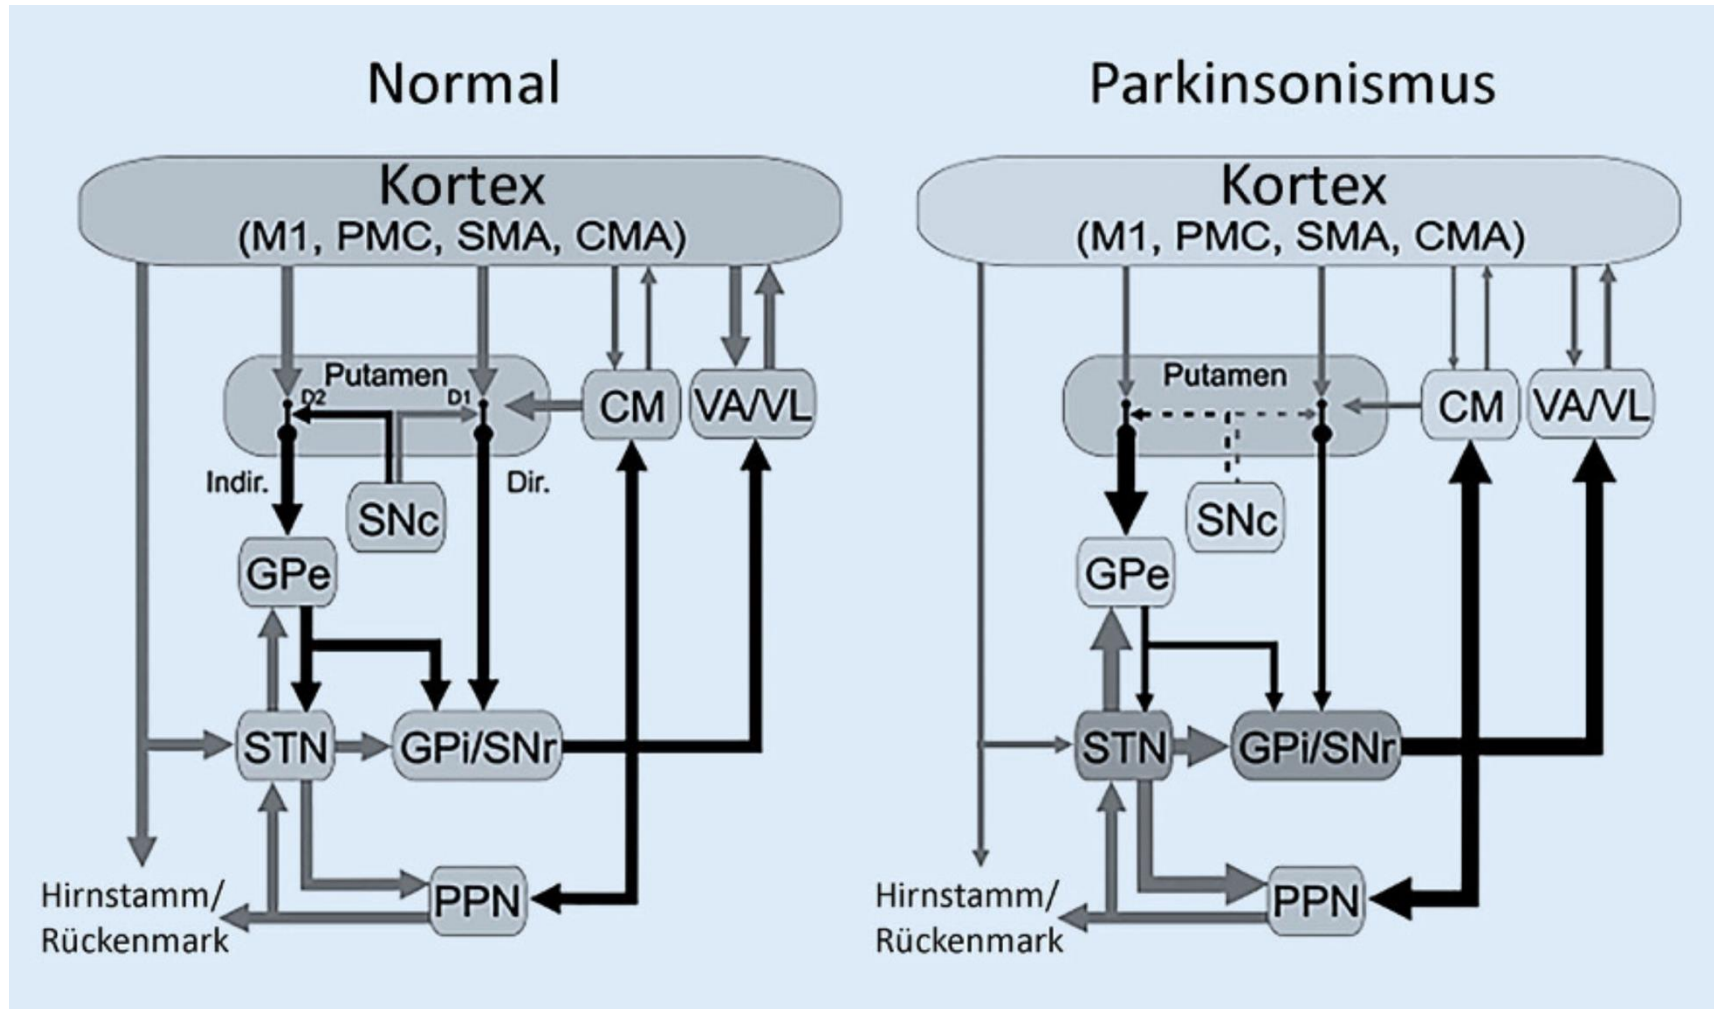 Normal
Kortex
(M1, PMC, SMA, CMA)
Putamen
D2
D1
CM
VA/VL
Indir.
Dir.
SNc
GPe
STN
GPi/SNr
PPN
Hirnstamm/
Rückenmark
Parkinsonismus
Kortex
(M1, PMC, SMA, CMA)
Putamen
CM
VA/VL
SNc
GPe
STN
GPi/SNr
PPN
Hirnstamm/
Rückenmark